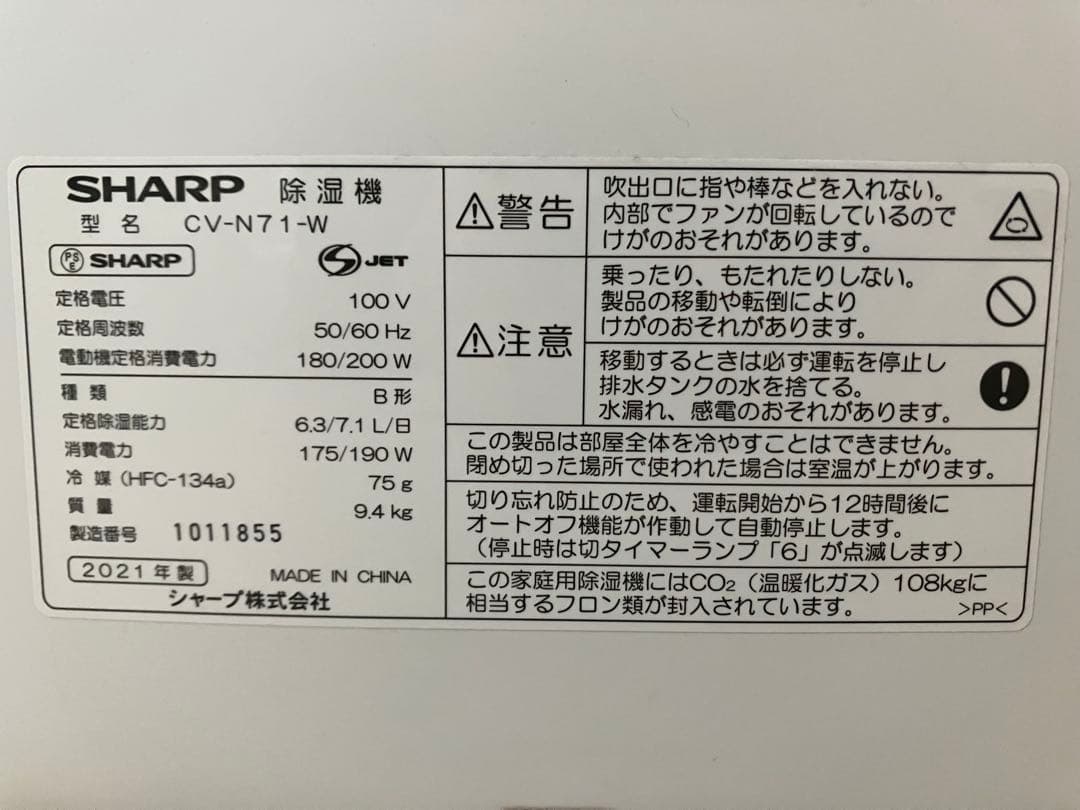 SHARP 除湿機
型名 CV-N71-W
PSE SHARP
S JET
定格電圧 100 V
定格周波数 50/60 Hz
電動機定格消費電力 180/200 W
種類 B 形
定格除湿能力 6.3/7.1 L/日
消費電力 175/190 W
冷媒(HFC-134a) 75 g
質量 9.4 kg
製造番号 1011855
2021年製 MADE IN CHINA
シャープ株式会社
⚠警告
吹出口に指や棒などを入れない。
内部でファンが回転しているので
けがのおそれがあります。
⚠注意
乗ったり、もたれたりしない。
製品の移動や転倒により
けがのおそれがあります。
移動するときは必ず運転を停止し
排水タンクの水を捨てる。
水漏れ、感電のおそれがあります。
この製品は部屋全体を冷やすことはできません。
閉め切った場所で使われた場合は室温が上がります。
切り忘れ防止のため、運転開始から12時間後に
オートオフ機能が作動して自動停止します。
(停止時は切タイマーランプ「6」が点滅します)
この家庭用除湿機にはCO₂(温暖化ガス)108kgに
相当するフロン類が封入されています。
>PP<